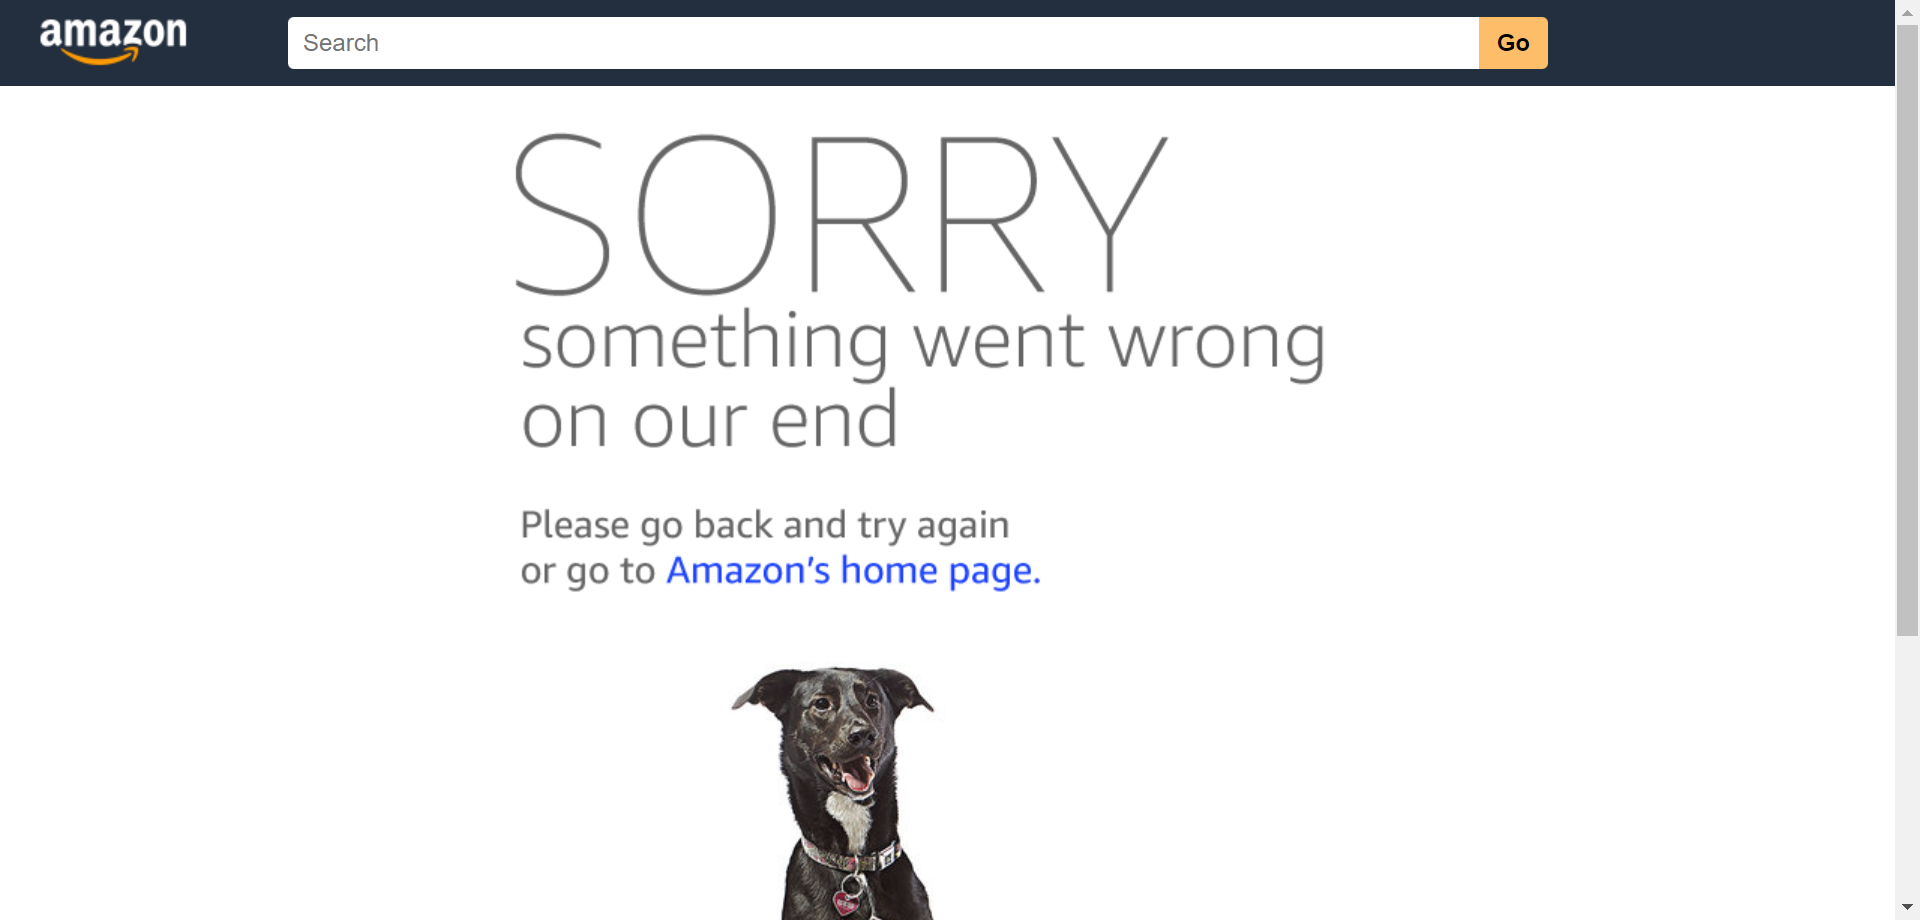 amazon
Search
Go
SORRY
something went wrong
on our end
Please go back and try again
or go to Amazon's home page.